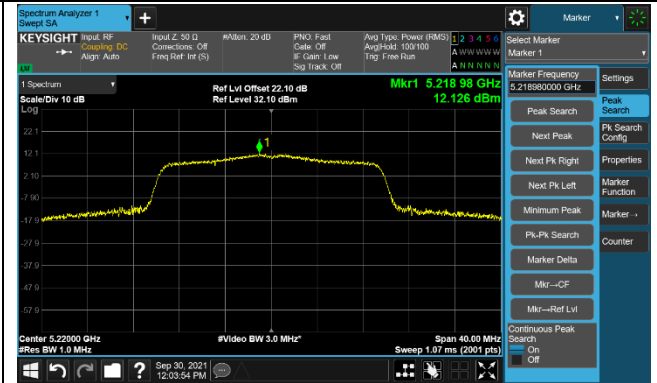 Spectrum Analyzer 1
Swept SA
Marker
KEYSIGHT
Input: RF
Coupling: DC
Align: Auto
Input Z: 50 Ω
Corrections: Off
Freq Ref: Int (S)
#Atten: 20 dB
PNO: Fast
Gate: Off
IF Gain: Low
Sig Track: Off
Avg Type: Power (RMS)
Avg|Hold: 100/100
Trig: Free Run
1 2 3 4 5 6
A W W W W W
A N N N N N
LVI
Select Marker
Marker 1
1 Spectrum
Scale/Div 10 dB
Log
Ref Lvl Offset 22.10 dB
Ref Level 32.10 dBm
Mkr1 5.218 98 GHz
12.126 dBm
Marker Frequency
5.218980000 GHz
Settings
Peak Search
Peak
Search
Next Peak
Pk Search
Config
Next Pk Right
Properties
Next Pk Left
Marker
Function
Minimum Peak
Marker→
Pk-Pk Search
Counter
Marker Delta
Mkr→CF
Mkr→Ref Lvl
Continuous Peak
Search
On
Off
1
22.1
12.1
2.10
-7.90
-17.9
-27.9
-37.9
-47.9
-57.9
Center 5.22000 GHz
#Res BW 1.0 MHz
#Video BW 3.0 MHz*
Span 40.00 MHz
Sweep 1.07 ms (2001 pts)
?
Sep 30, 2021
12:03:54 PM